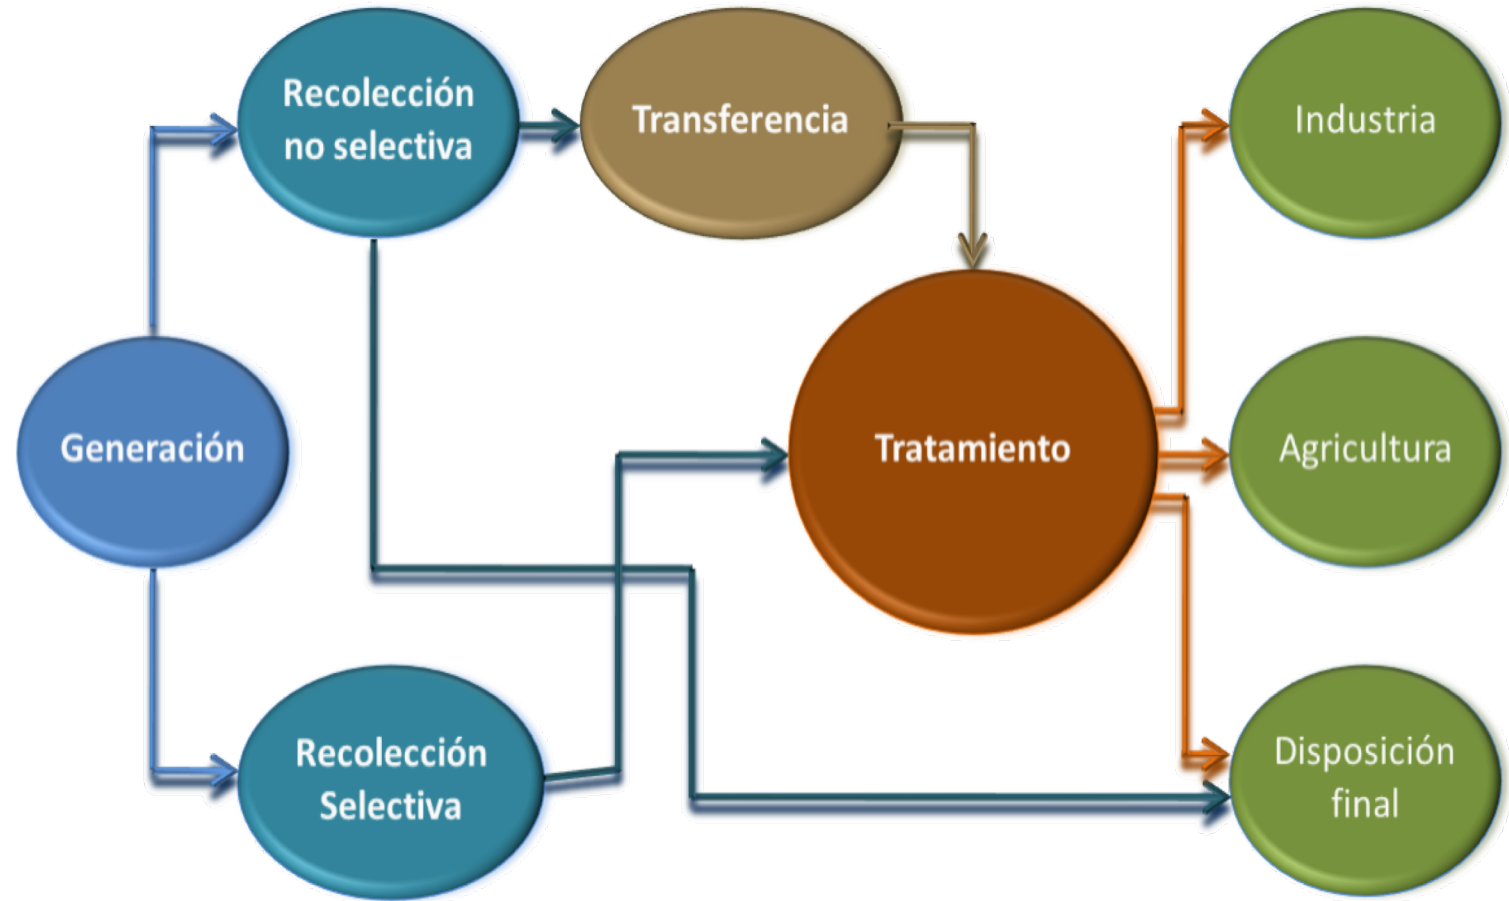 Recolección
no selectiva
Transferencia
Industria
Generación
Tratamiento
Agricultura
Recolección
Selectiva
Disposición
final